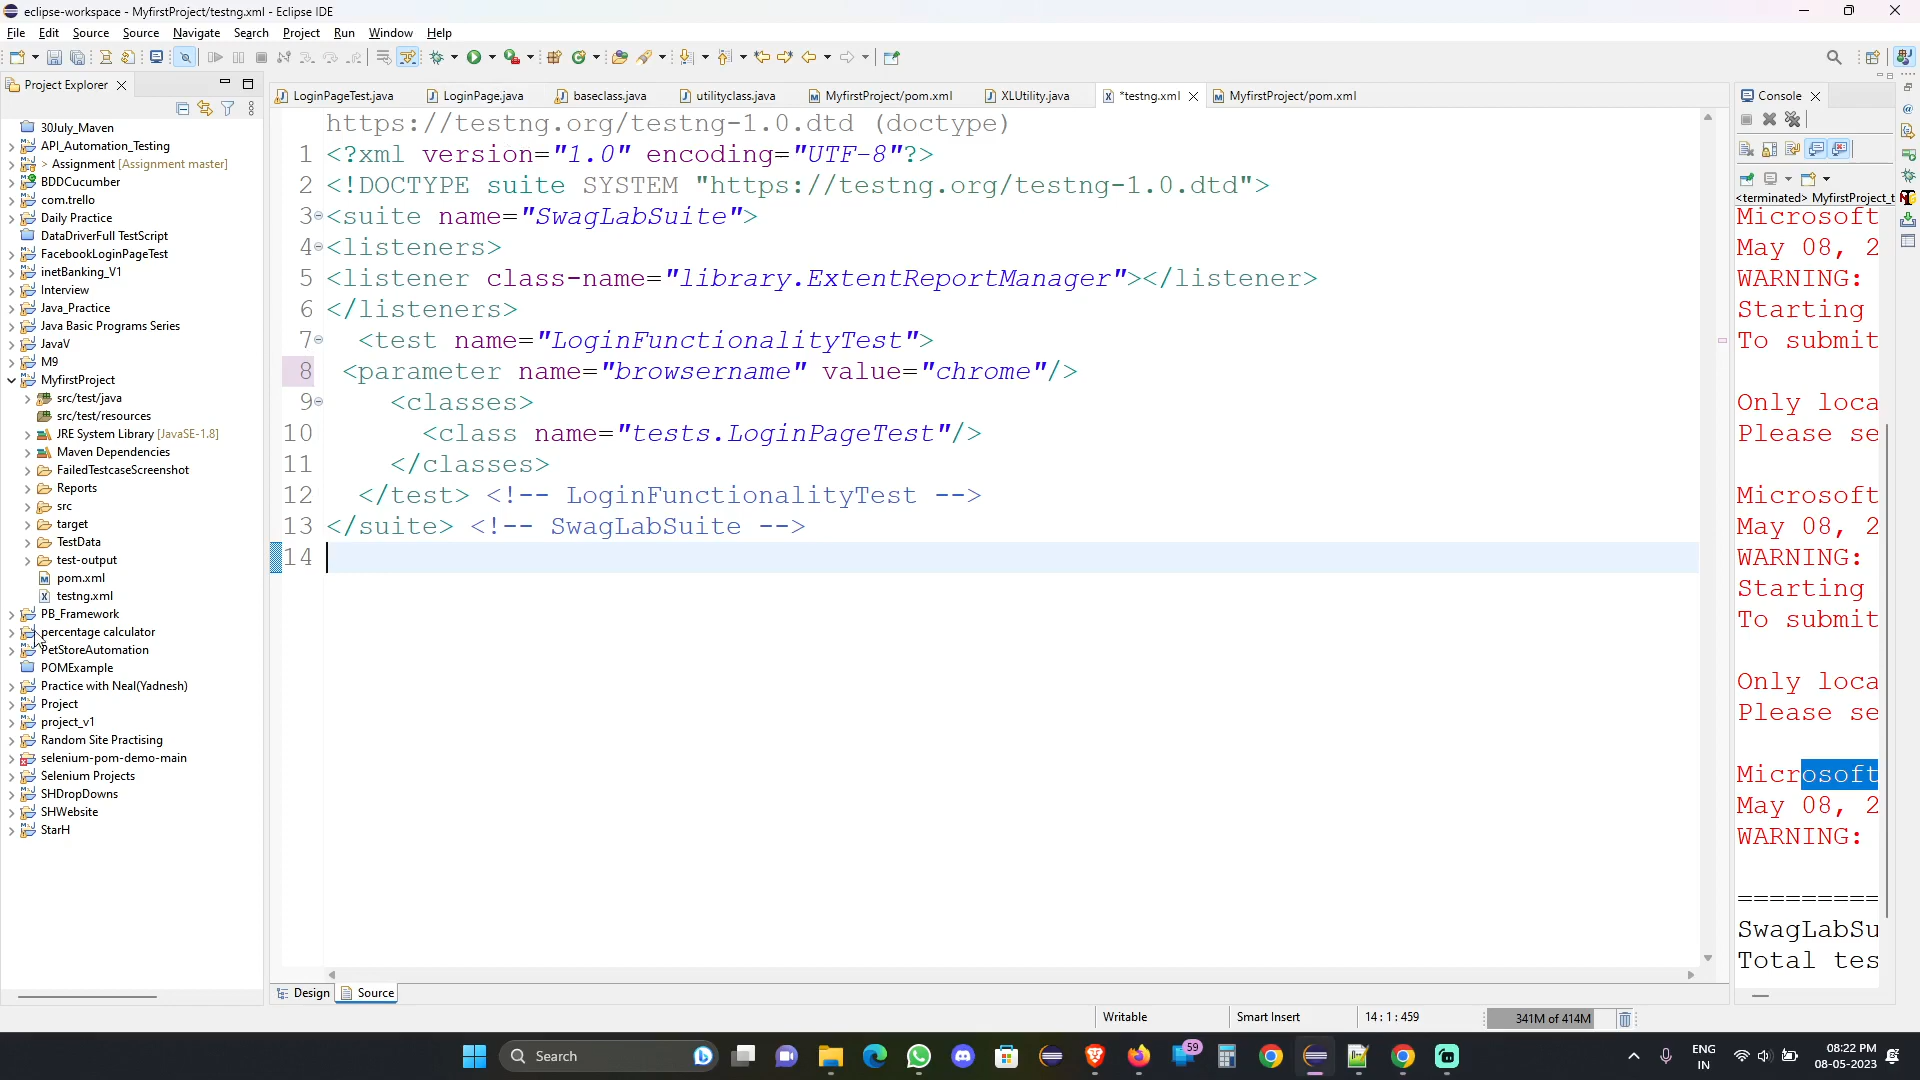 eclipse-workspace - MyfirstProject/testng.xml - Eclipse IDE
File Edit Source Source Navigate Search Project Run Window Help
Project Explorer
30July_Maven
API_Automation_Testing
> Assignment [Assignment master]
BDDCucumber
com.trello
Daily Practice
DataDriverFull TestScript
FacebookLoginPageTest
inetBanking_V1
Interview
Java_Practice
Java Basic Programs Series
JavaV
M9
MyfirstProject
src/test/java
src/test/resources
JRE System Library [JavaSE-1.8]
Maven Dependencies
FailedTestcaseScreenshot
Reports
src
target
TestData
test-output
pom.xml
testng.xml
PB_Framework
percentage calculator
PetStoreAutomation
POMExample
Practice with Neal(Yadnesh)
Project
project_v1
Random Site Practising
selenium-pom-demo-main
Selenium Projects
SHDropDowns
SHWebsite
StarH
LoginPageTest.java LoginPage.java baseclass.java utilityclass.java MyfirstProject/pom.xml XLUtility.java *testng.xml MyfirstProject/pom.xml
https://testng.org/testng-1.0.dtd (doctype)
1 <?xml version="1.0" encoding="UTF-8"?>
2 <!DOCTYPE suite SYSTEM "https://testng.org/testng-1.0.dtd">
3 <suite name="SwagLabSuite">
4 <listeners>
5 <listener class-name="library.ExtentReportManager"></listener>
6 </listeners>
7 <test name="LoginFunctionalityTest">
8 <parameter name="browsername" value="chrome"/>
9 <classes>
10 <class name="tests.LoginPageTest"/>
11 </classes>
12 </test> <!-- LoginFunctionalityTest -->
13 </suite> <!-- SwagLabSuite -->
14
Design Source
Console
<terminated> MyfirstProject_t
Microsoft
May 08, 2
WARNING:
Starting
To submit
Only loca
Please se
Microsoft
May 08, 2
WARNING:
Starting
To submit
Only loca
Please se
Microsoft
May 08, 2
WARNING:
=========
SwagLabSu
Total tes
Writable Smart Insert 14 : 1 : 459 341M of 414M
Search
59
ENG
IN
08:22 PM
08-05-2023